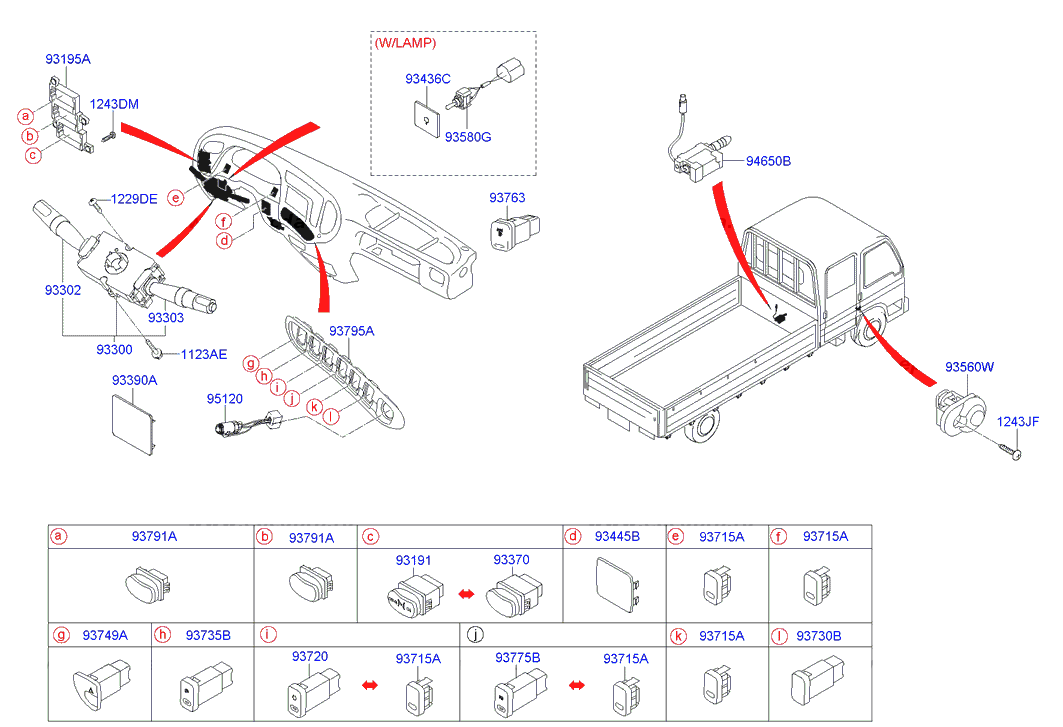 (W/LAMP)
93195A
93436C
1243DM
a
b
c
93580G
94650B
1229DE
e
f
d
93763
93302
93303
93300
1123AE
93795A
g
h
i
j
k
l
93390A
95120
93560W
1243JF
a 93791A
b 93791A
c
d 93445B
e 93715A
f 93715A
93191
93370
g 93749A
h 93735B
i
j
k 93715A
l 93730B
93720
93715A
93775B
93715A